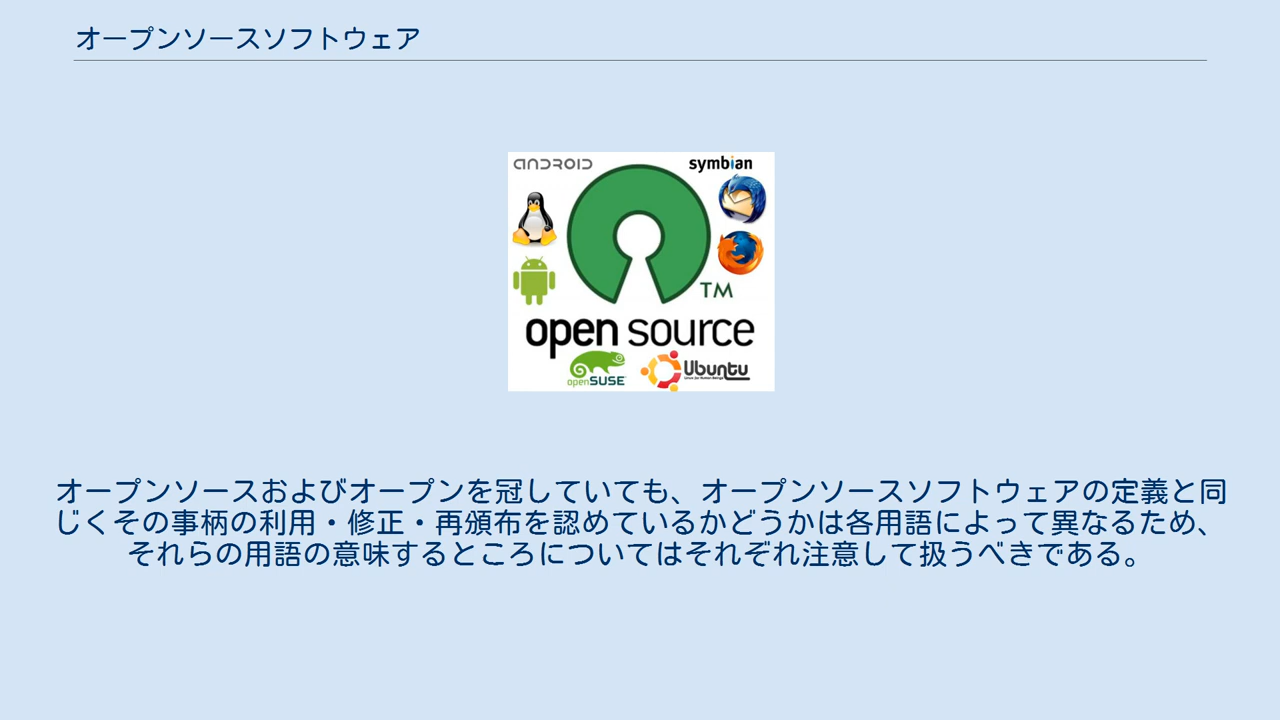 オープンソースソフトウェア
ANDROID
symbian
TM
open source
openSUSE
Ubuntu
オープンソースおよびオープンを冠していても、オープンソースソフトウェアの定義と同
じくその事柄の利用・修正・再頒布を認めているかどうかは各用語によって異なるため、
それらの用語の意味するところについてはそれぞれ注意して扱うべきである。